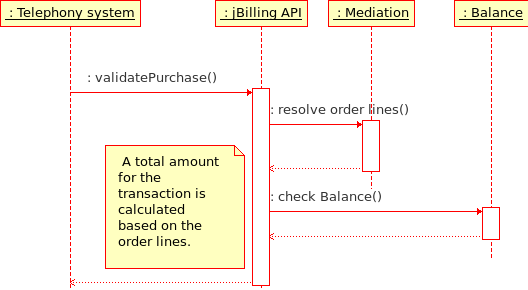 : Telephony system
: jBilling API
: Mediation
: Balance
: validatePurchase()
: resolve order lines()
A total amount
for the
transaction is
calculated
based on the
order lines.
: check Balance()